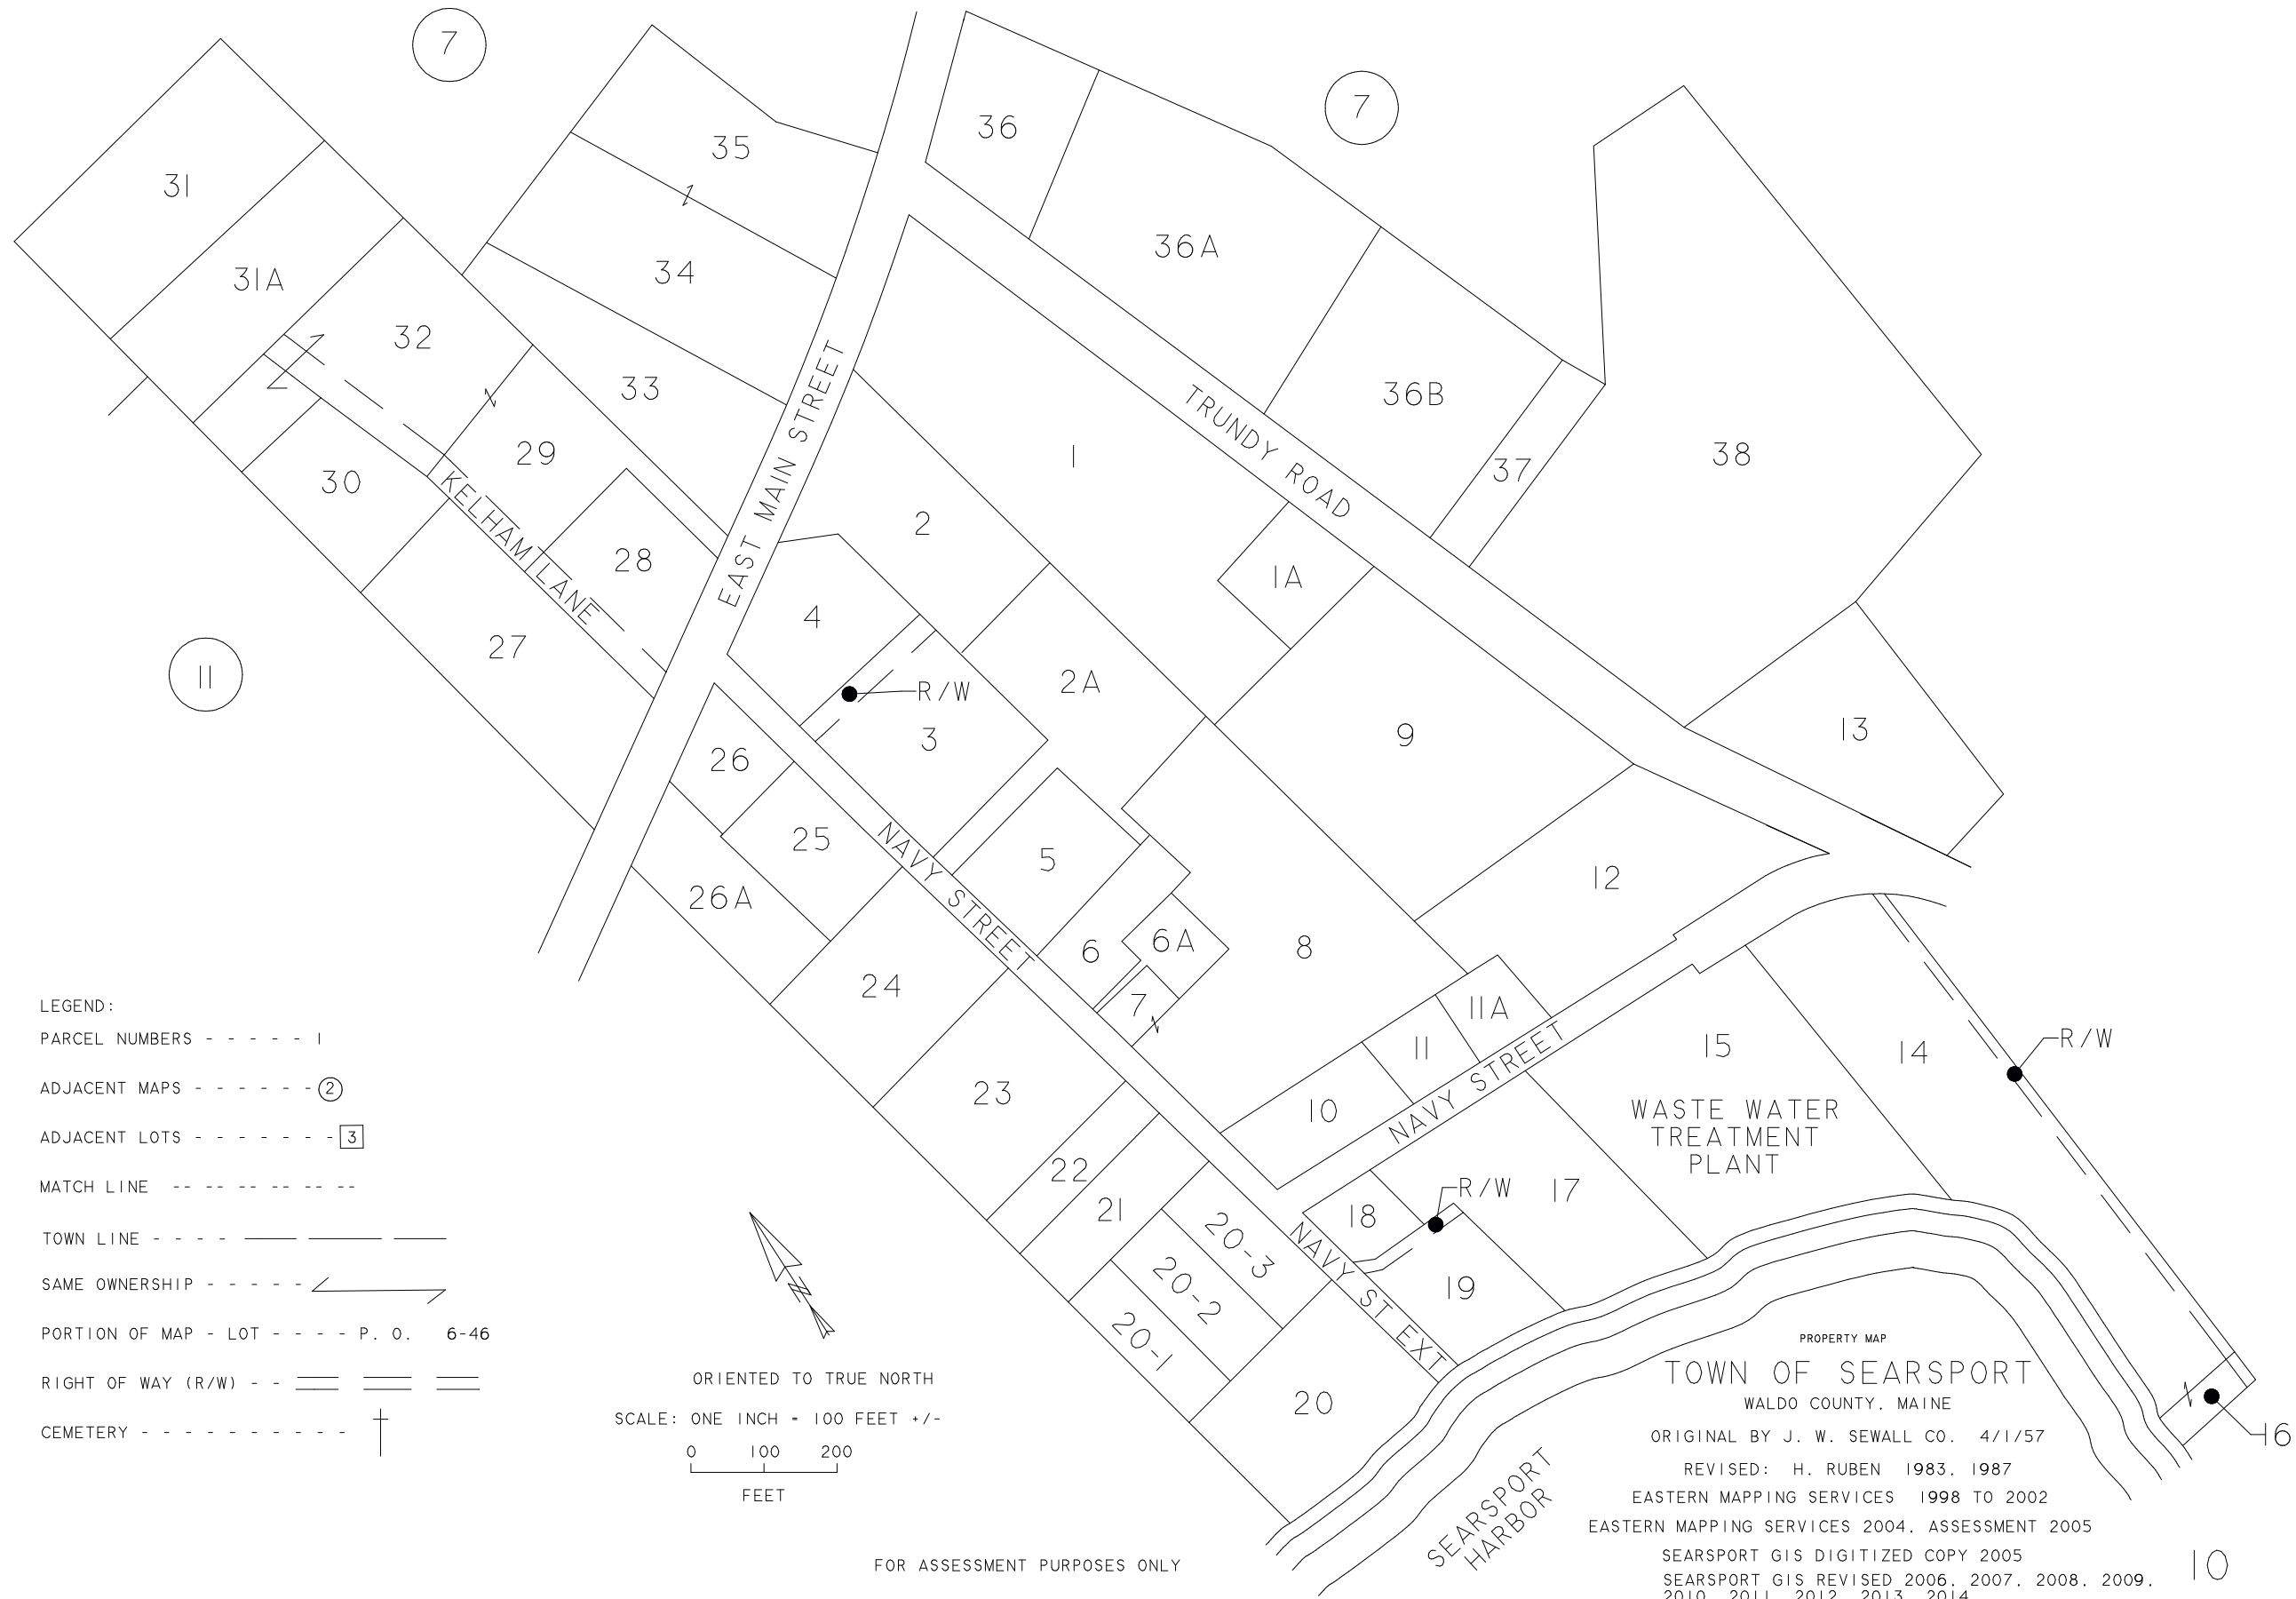 7
7
36
35
31
36A
34
31A
32
33
36B
TRUNDY ROAD
38
37
1
29
30
EAST MAIN STREET
KELHAM LANE
2
28
1A
4
27
11
2A
R/W
3
9
13
26
25
NAVY STREET
5
12
26A
6
6A
8
24
7
11A
11
NAVY STREET
15
14
R/W
23
10
WASTE WATER
TREATMENT
PLANT
22
21
R/W
17
18
20-3
NAVY ST EXT
20-2
19
20-1
20
16
LEGEND:
PARCEL NUMBERS - - - - - 1
ADJACENT MAPS - - - - - - 2
ADJACENT LOTS - - - - - - - 3
MATCH LINE -- -- -- -- -- --
TOWN LINE - - - -
SAME OWNERSHIP - - - - -
PORTION OF MAP - LOT - - - - P. O. 6-46
RIGHT OF WAY (R/W) - -
CEMETERY - - - - - - - - - -
ORIENTED TO TRUE NORTH
SCALE: ONE INCH = 100 FEET +/-
0 100 200
FEET
FOR ASSESSMENT PURPOSES ONLY
SEARSPORT
HARBOR
PROPERTY MAP
TOWN OF SEARSPORT
WALDO COUNTY. MAINE
ORIGINAL BY J. W. SEWALL CO. 4/1/57
REVISED: H. RUBEN 1983. 1987
EASTERN MAPPING SERVICES 1998 TO 2002
EASTERN MAPPING SERVICES 2004. ASSESSMENT 2005
SEARSPORT GIS DIGITIZED COPY 2005
SEARSPORT GIS REVISED 2006. 2007. 2008. 2009.
2010. 2011. 2012. 2013. 2014
10